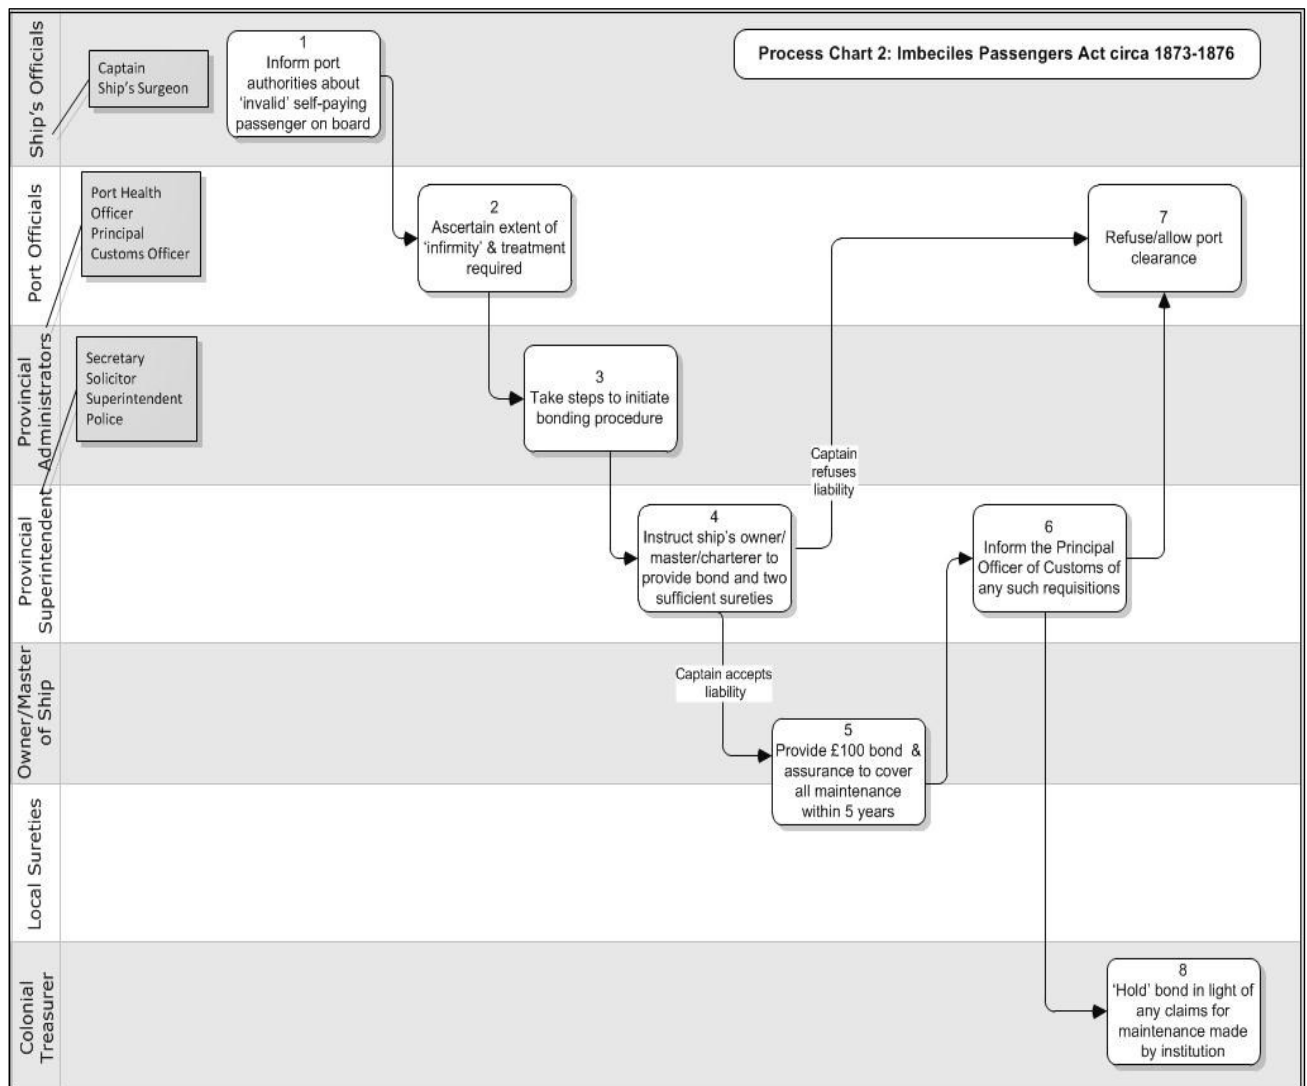 Process Chart 2: Imbeciles Passengers Act circa 1873-1876
Ship's Officials
Captain
Ship's Surgeon
1
Inform port
authorities about
‘invalid’ self-paying
passenger on board
Port Officials
Port Health
Officer
Principal
Customs Officer
2
Ascertain extent of
‘infirmity’ & treatment
required
7
Refuse/allow port
clearance
Provincial
Administrators
Secretary
Solicitor
Superintendent
Police
3
Take steps to initiate
bonding procedure
Captain
refuses
liability
Provincial
Superintendent
4
Instruct ship’s owner/
master/charterer to
provide bond and two
sufficient sureties
6
Inform the Principal
Officer of Customs of
any such requisitions
Owner/Master
of Ship
Captain accepts
liability
5
Provide £100 bond & 
assurance to cover
all maintenance
within 5 years
Local Sureties
Colonial
Treasurer
8
‘Hold’ bond in light of
any claims for
maintenance made
by institution